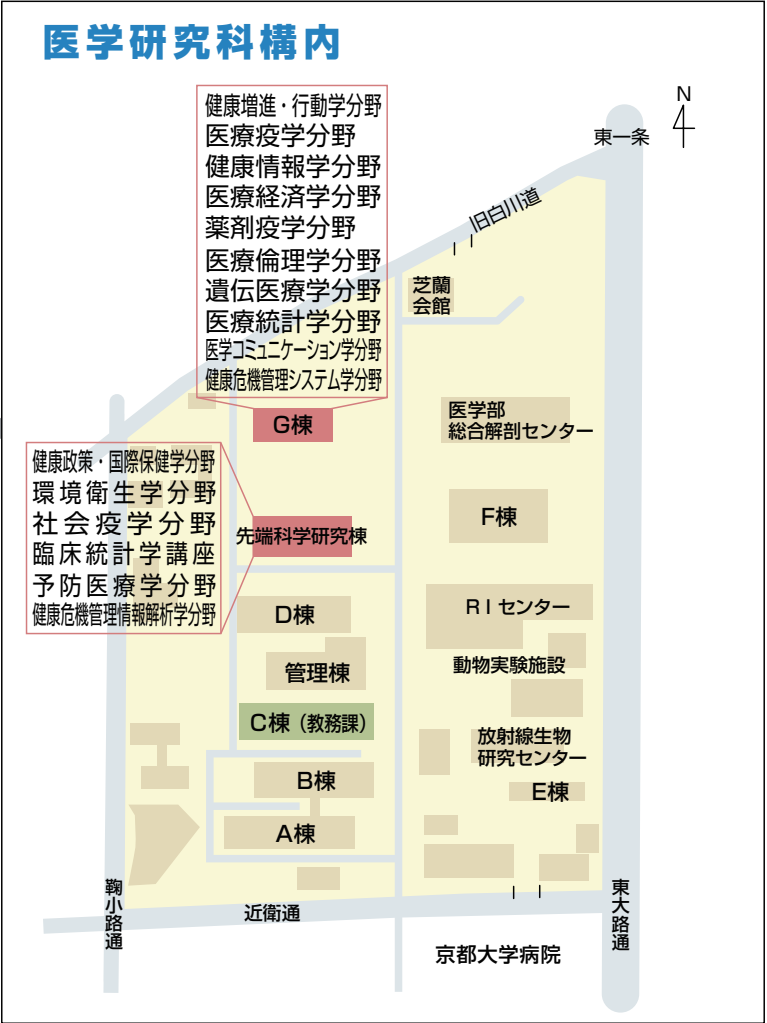 医学研究科構内
健康増進・行動学分野
医療疫学分野
健康情報学分野
医療経済学分野
薬剤疫学分野
医療倫理学分野
遺伝医療学分野
医療統計学分野
医学コミュニケーション学分野
健康危機管理システム学分野
N
東一条
旧白川道
芝蘭
会館
G棟
医学部
総合解剖センター
健康政策・国際保健学分野
環境衛生学分野
社会疫学分野
臨床統計学講座
予防医療学分野
健康危機管理情報解析学分野
先端科学研究棟
F棟
D棟
RIセンター
管理棟
動物実験施設
C棟（教務課）
放射線生物
研究センター
B棟
E棟
A棟
鞠小路通
近衛通
東大路通
京都大学病院